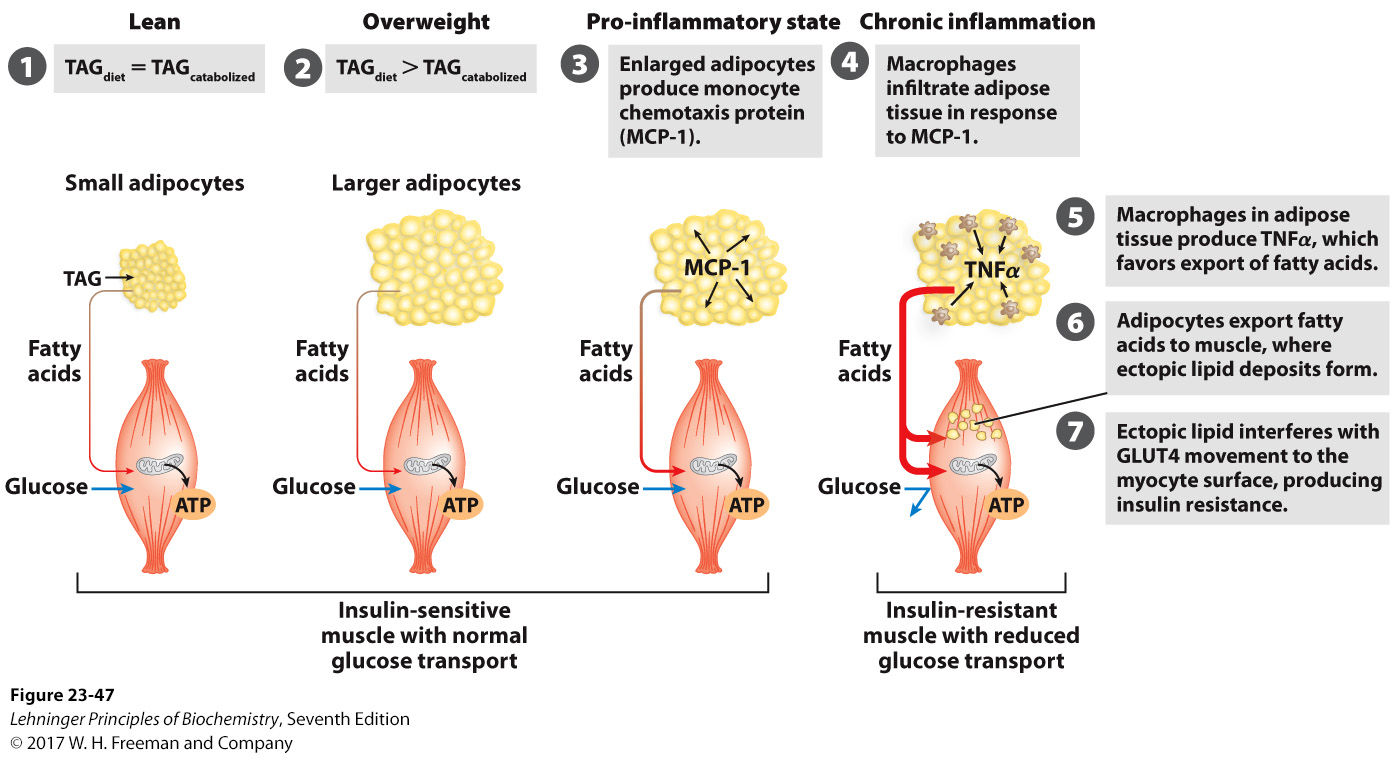 Lean
Overweight
Pro-inflammatory state
Chronic inflammation
1
TAGdiet = TAGcatabolized
2
TAGdiet > TAGcatabolized
3
Enlarged adipocytes
produce monocyte
chemotaxis protein
(MCP-1).
4
Macrophages
infiltrate adipose
tissue in response
to MCP-1.
Small adipocytes
Larger adipocytes
TAG
MCP-1
TNFα
5
Macrophages in adipose
tissue produce TNFα, which
favors export of fatty acids.
6
Adipocytes export fatty
acids to muscle, where
ectopic lipid deposits form.
7
Ectopic lipid interferes with
GLUT4 movement to the
myocyte surface, producing
insulin resistance.
Fatty
acids
Fatty
acids
Fatty
acids
Fatty
acids
Glucose
ATP
Glucose
ATP
Glucose
ATP
Glucose
ATP
Insulin-sensitive
muscle with normal
glucose transport
Insulin-resistant
muscle with reduced
glucose transport
Figure 23-47
Lehninger Principles of Biochemistry, Seventh Edition
© 2017 W. H. Freeman and Company